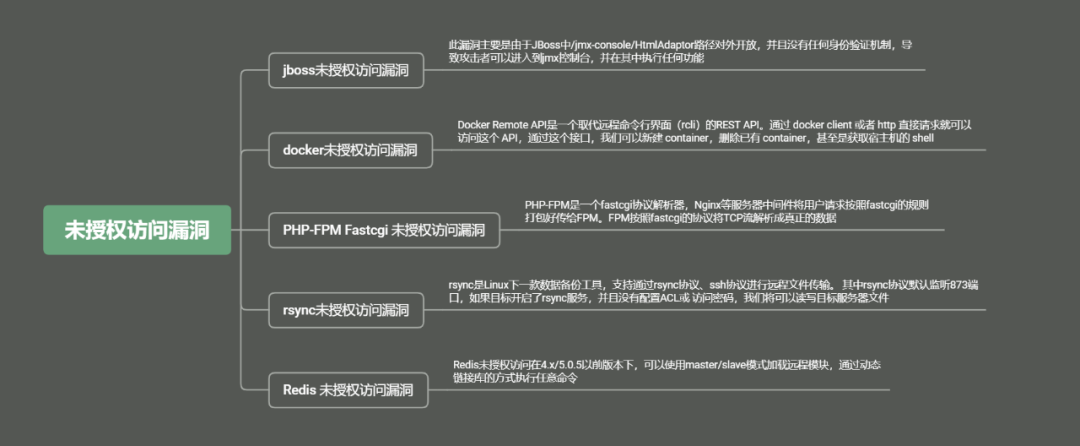 未授权访问漏洞
jboss未授权访问漏洞
此漏洞主要是由于JBoss中/jmx-console/HtmlAdaptor路径对外开放，并且没有任何身份验证机制，导
致攻击者可以进入到jmx控制台，并在其中执行任何功能
docker未授权访问漏洞
Docker Remote API是一个取代远程命令行界面（rcli）的REST API。通过 docker client 或者 http 直接请求就可以
访问这个 API，通过这个接口，我们可以新建 container，删除已有 container，甚至是获取宿主机的 shell
PHP-FPM Fastcgi 未授权访问漏洞
PHP-FPM是一个fastcgi协议解析器，Nginx等服务器中间件将用户请求按照fastcgi的规则
打包好传给FPM。FPM按照fastcgi的协议将TCP流解析成真正的数据
rsync未授权访问漏洞
rsync是Linux下一款数据备份工具，支持通过rsync协议、ssh协议进行远程文件传输。 其中rsync协议默认监听873端
口，如果目标开启了rsync服务，并且没有配置ACL或 访问密码，我们将可以读写目标服务器文件
Redis 未授权访问漏洞
Redis未授权访问在4.x/5.0.5以前版本下，可以使用master/slave模式加载远程模块，通过动态
链接库的方式执行任意命令